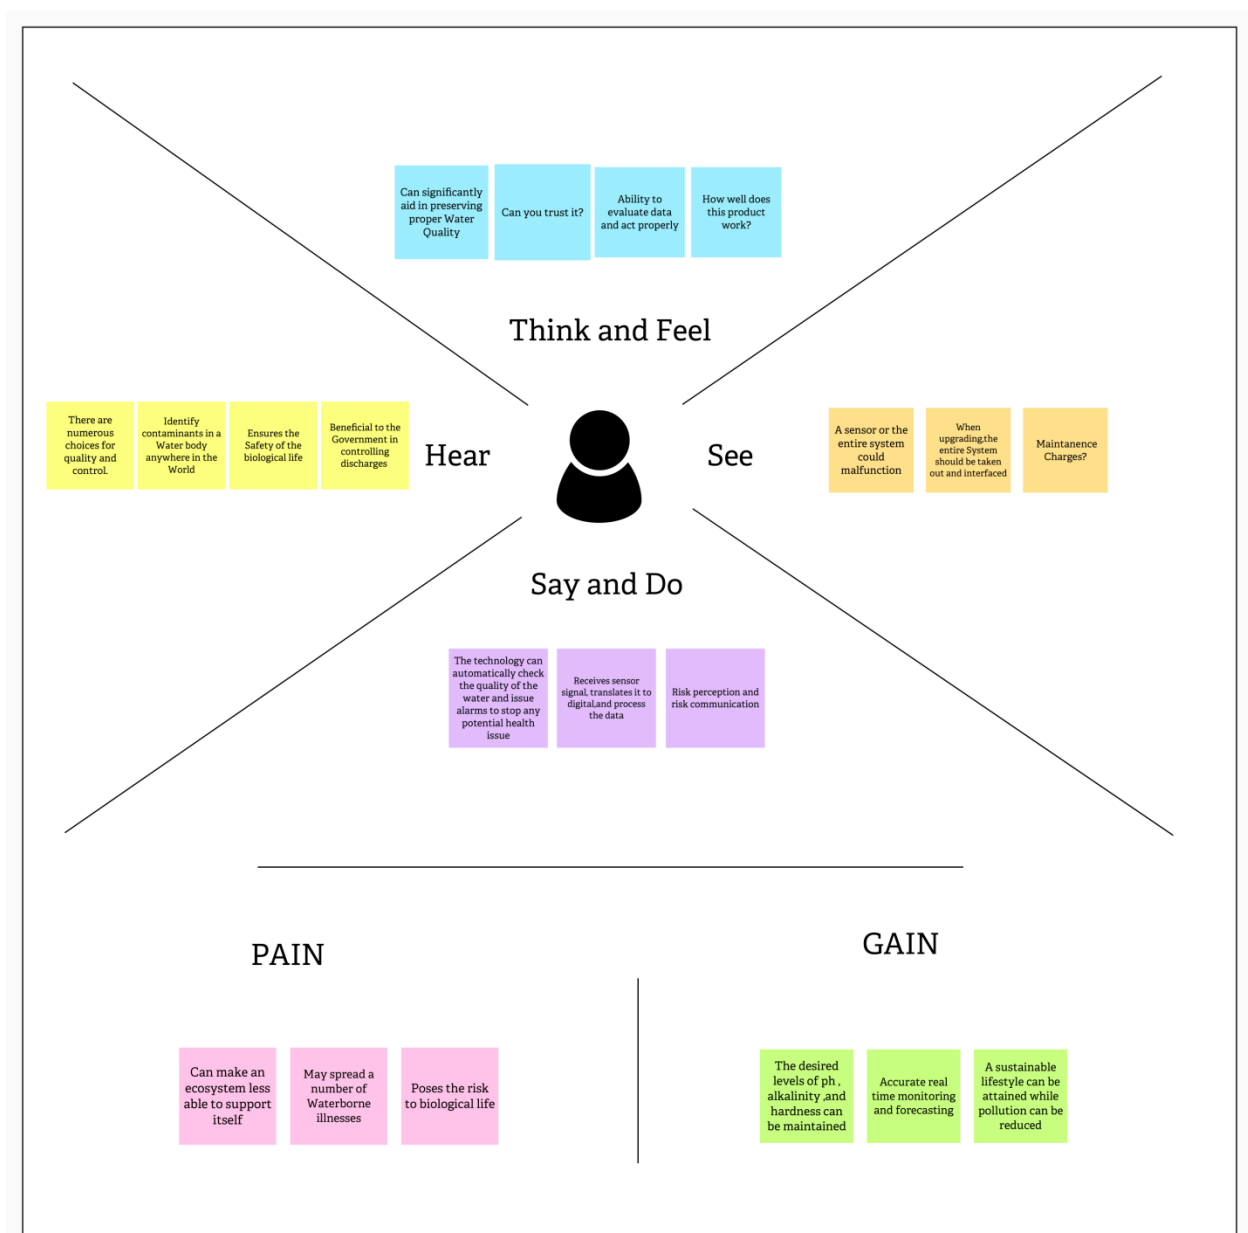 Can significantly
aid in preserving
proper Water
Quality
Can you trust it?
Ability to
evaluate data
and act properly
How well does
this product
work?
Think and Feel
There are
numerous
choices for
quality and
control.
Identify
contaminants in a
Water body
anywhere in the
World
Ensures the
Safety of the
biological life
Beneficial to the
Government in
controlling
discharges
Hear
See
A sensor or the
entire system
could
malfunction
When
upgrading,the
entire System
should be taken
out and interfaced
Maintanence
Charges?
Say and Do
The technology can
automatically check
the quality of the
water and issue
alarms to stop any
potential health
issue
Receives sensor
signal, translates it to
digital,and process
the data
Risk perception and
risk communication
PAIN
GAIN
Can make an
ecosystem less
able to support
itself
May spread a
number of
Waterborne
illnesses
Poses the risk
to biological life
The desired
levels of ph ,
alkalinity ,and
hardness can
be maintained
Accurate real
time monitoring
and forecasting
A sustainable
lifestyle can be
attained while
pollution can be
reduced